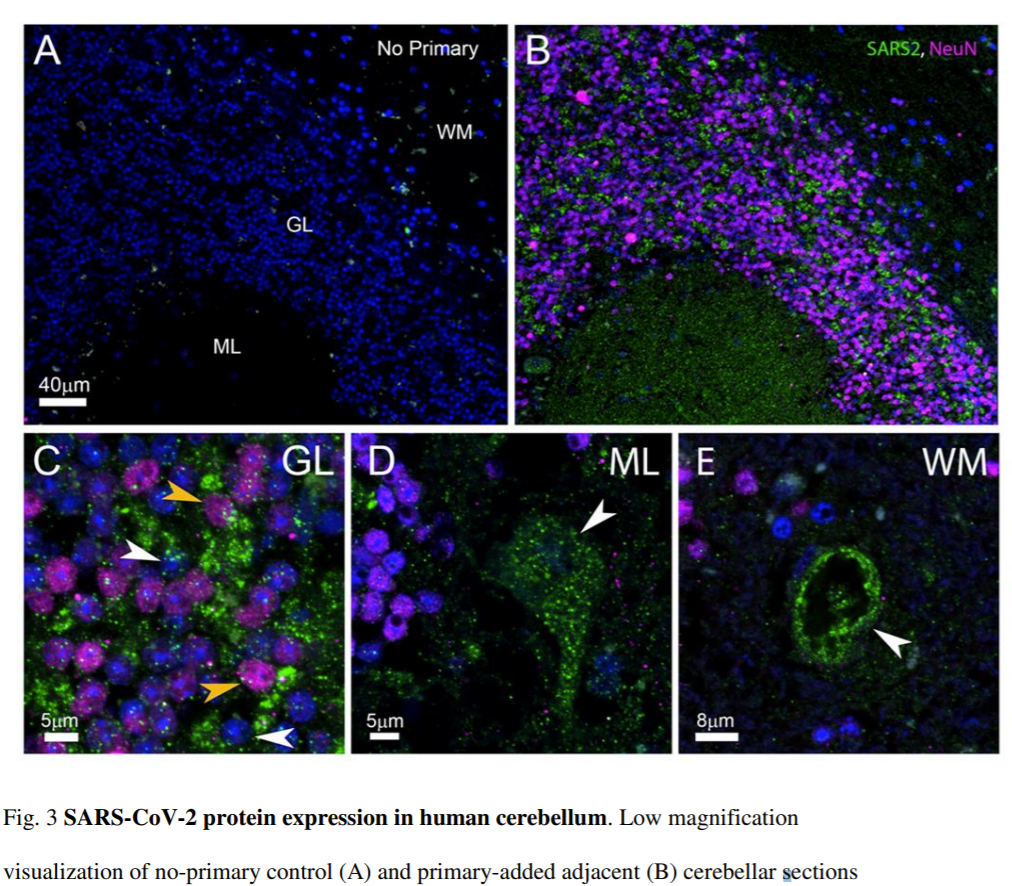 A
No Primary
WM
GL
ML
40μm
B
SARS2, NeuN
C
GL
5μm
D
ML
5μm
E
WM
8μm
Fig. 3 SARS-CoV-2 protein expression in human cerebellum. Low magnification
visualization of no-primary control (A) and primary-added adjacent (B) cerebellar sections